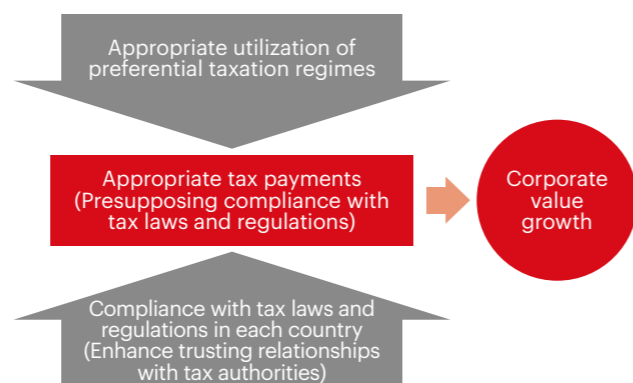 Appropriate utilization of
preferential taxation regimes
Appropriate tax payments
(Presupposing compliance with
tax laws and regulations)
Corporate
value
growth
Compliance with tax laws and
regulations in each country
(Enhance trusting relationships
with tax authorities)